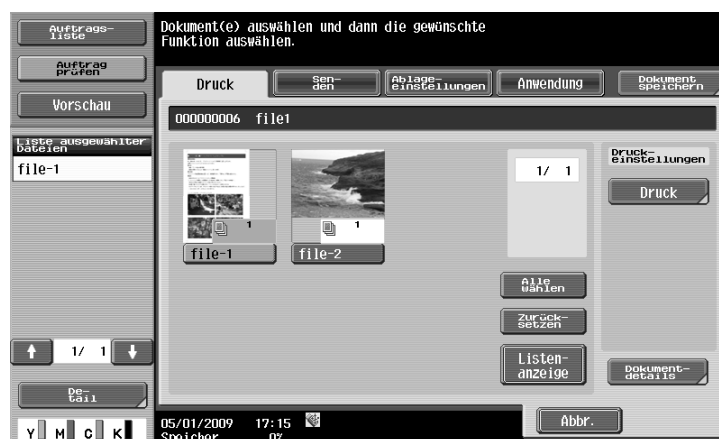 Auftrags-
liste
Auftrag
prüfen
Vorschau
Liste ausgewählter
Dateien
file-1
1/ 1
De-
tail
Y M C K
Dokument(e) auswählen und dann die gewünschte
Funktion auswählen.
Druck
Sen-
den
Ablage-
einstellungen
Anwendung
Dokument
speichern
000000006 file1
1
file-1
1
file-2
1/ 1
Alle
wählen
Zurück-
setzen
Listen-
anzeige
Druck-
einstellungen
Druck
Dokument-
details
05/01/2009 17:15
Speicher 0%
Abbr.